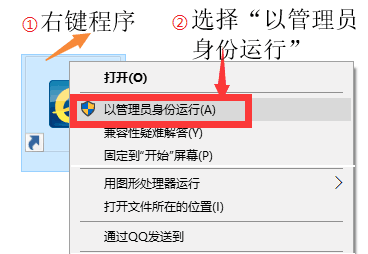 ①右键程序
②选择“以管理员
身份运行”
打开(O)
以管理员身份运行(A)
兼容性疑难解答(Y)
固定到"开始"屏幕(P)
用图形处理器运行
打开文件所在的位置(I)
通过QQ发送到